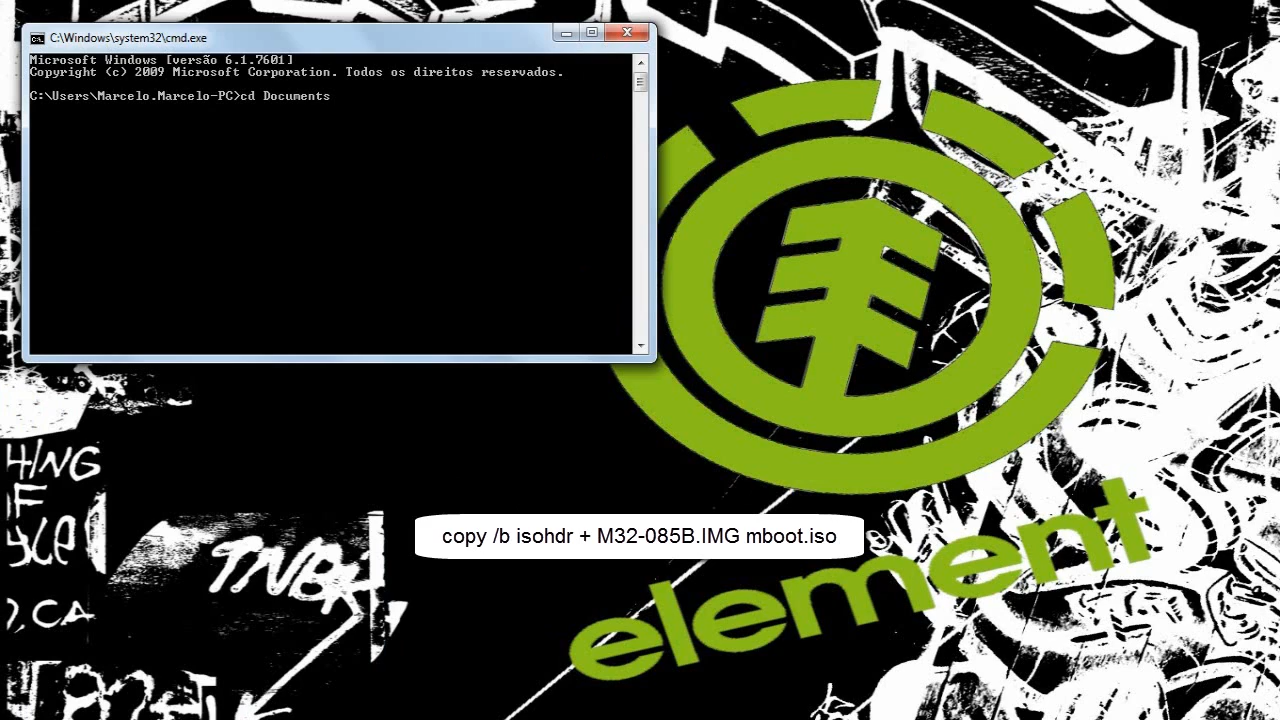 C:\Windows\system32\cmd.exe
Microsoft Windows [versão 6.1.7601]
Copyright (c) 2009 Microsoft Corporation. Todos os direitos reservados.
C:\Users\Marcelo.Marcelo-PC>cd Documents
copy /b isohdr + M32-085B.IMG mboot.iso
element